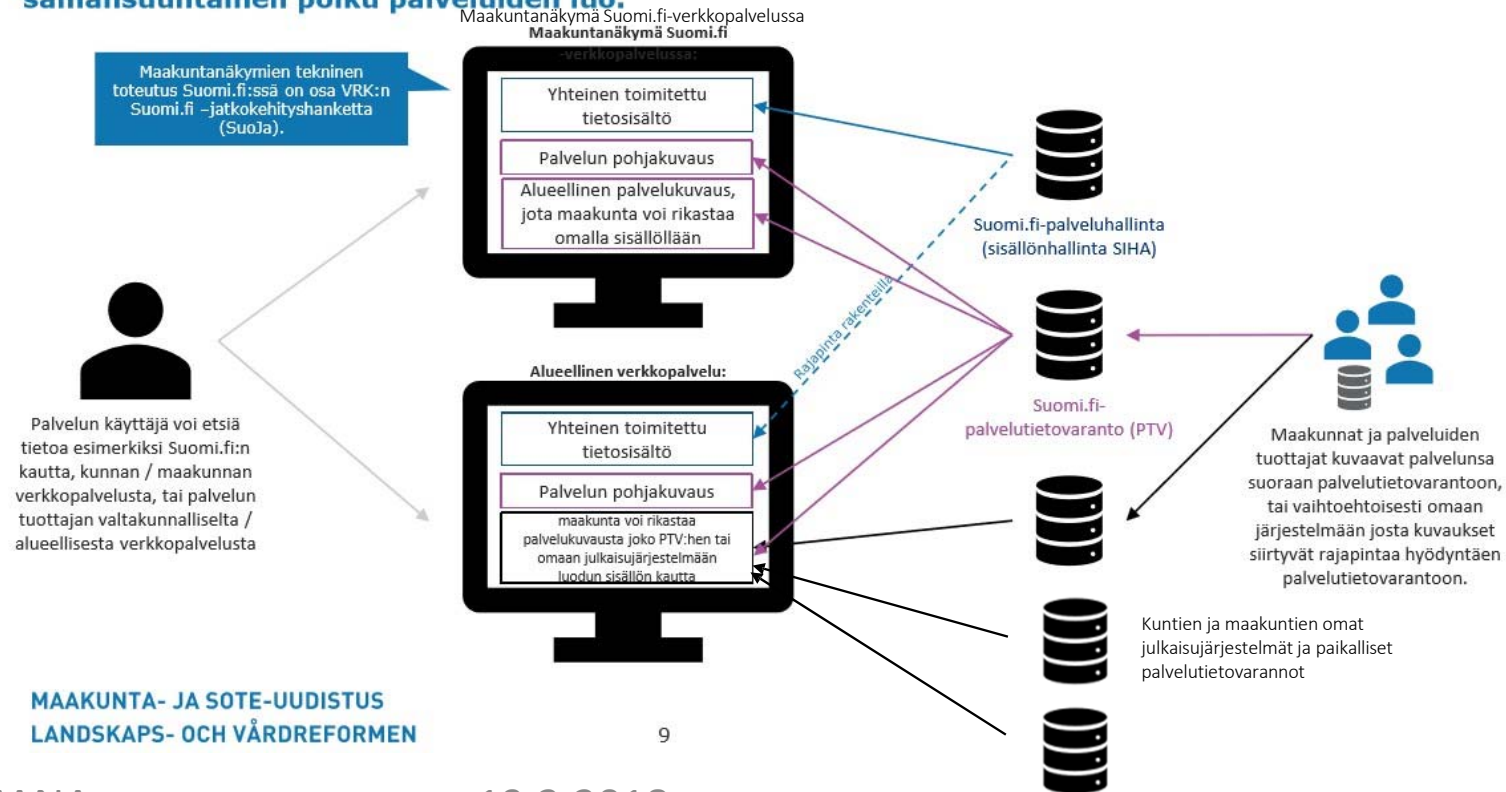 samansuuntainen polku palveluiden luo.
Maakuntanäkymä Suomi.fi-verkkopalvelussa
Maakuntanäkymä Suomi.fi
-verkkopalvelussa:
Maakuntanäkymien tekninen
toteutus Suomi.fi:ssä on osa VRK:n
Suomi.fi –jatkokehityshanketta
(SuoJa).
Yhteinen toimitettu
tietosisältö
Palvelun pohjakuvaus
Alueellinen palvelukuvaus,
jota maakunta voi rikastaa
omalla sisällöllään
Suomi.fi-palveluhallinta
(sisällönhallinta SIHA)
Rajapinta rakenteilla
Palvelun käyttäjä voi etsiä
tietoa esimerkiksi Suomi.fi:n
kautta, kunnan / maakunnan
verkkopalvelusta, tai palvelun
tuottajan valtakunnalliselta /
alueellisesta verkkopalvelusta
Alueellinen verkkopalvelu:
Yhteinen toimitettu
tietosisältö
Palvelun pohjakuvaus
maakunta voi rikastaa
palvelukuvausta joko PTV:hen tai
omaan julkaisujärjestelmään
luodun sisällön kautta
Suomi.fi-
palvelutietovaranto (PTV)
Maakunnat ja palveluiden
tuottajat kuvaavat palvelunsa
suoraan palvelutietovarantoon,
tai vaihtoehtoisesti omaan
järjestelmään josta kuvaukset
siirtyvät rajapintaa hyödyntäen
palvelutietovarantoon.
Kuntien ja maakuntien omat
julkaisujärjestelmät ja paikalliset
palvelutietovarannot
MAAKUNTA- JA SOTE-UUDISTUS
LANDSKAPS- OCH VÅRDREFORMEN
9